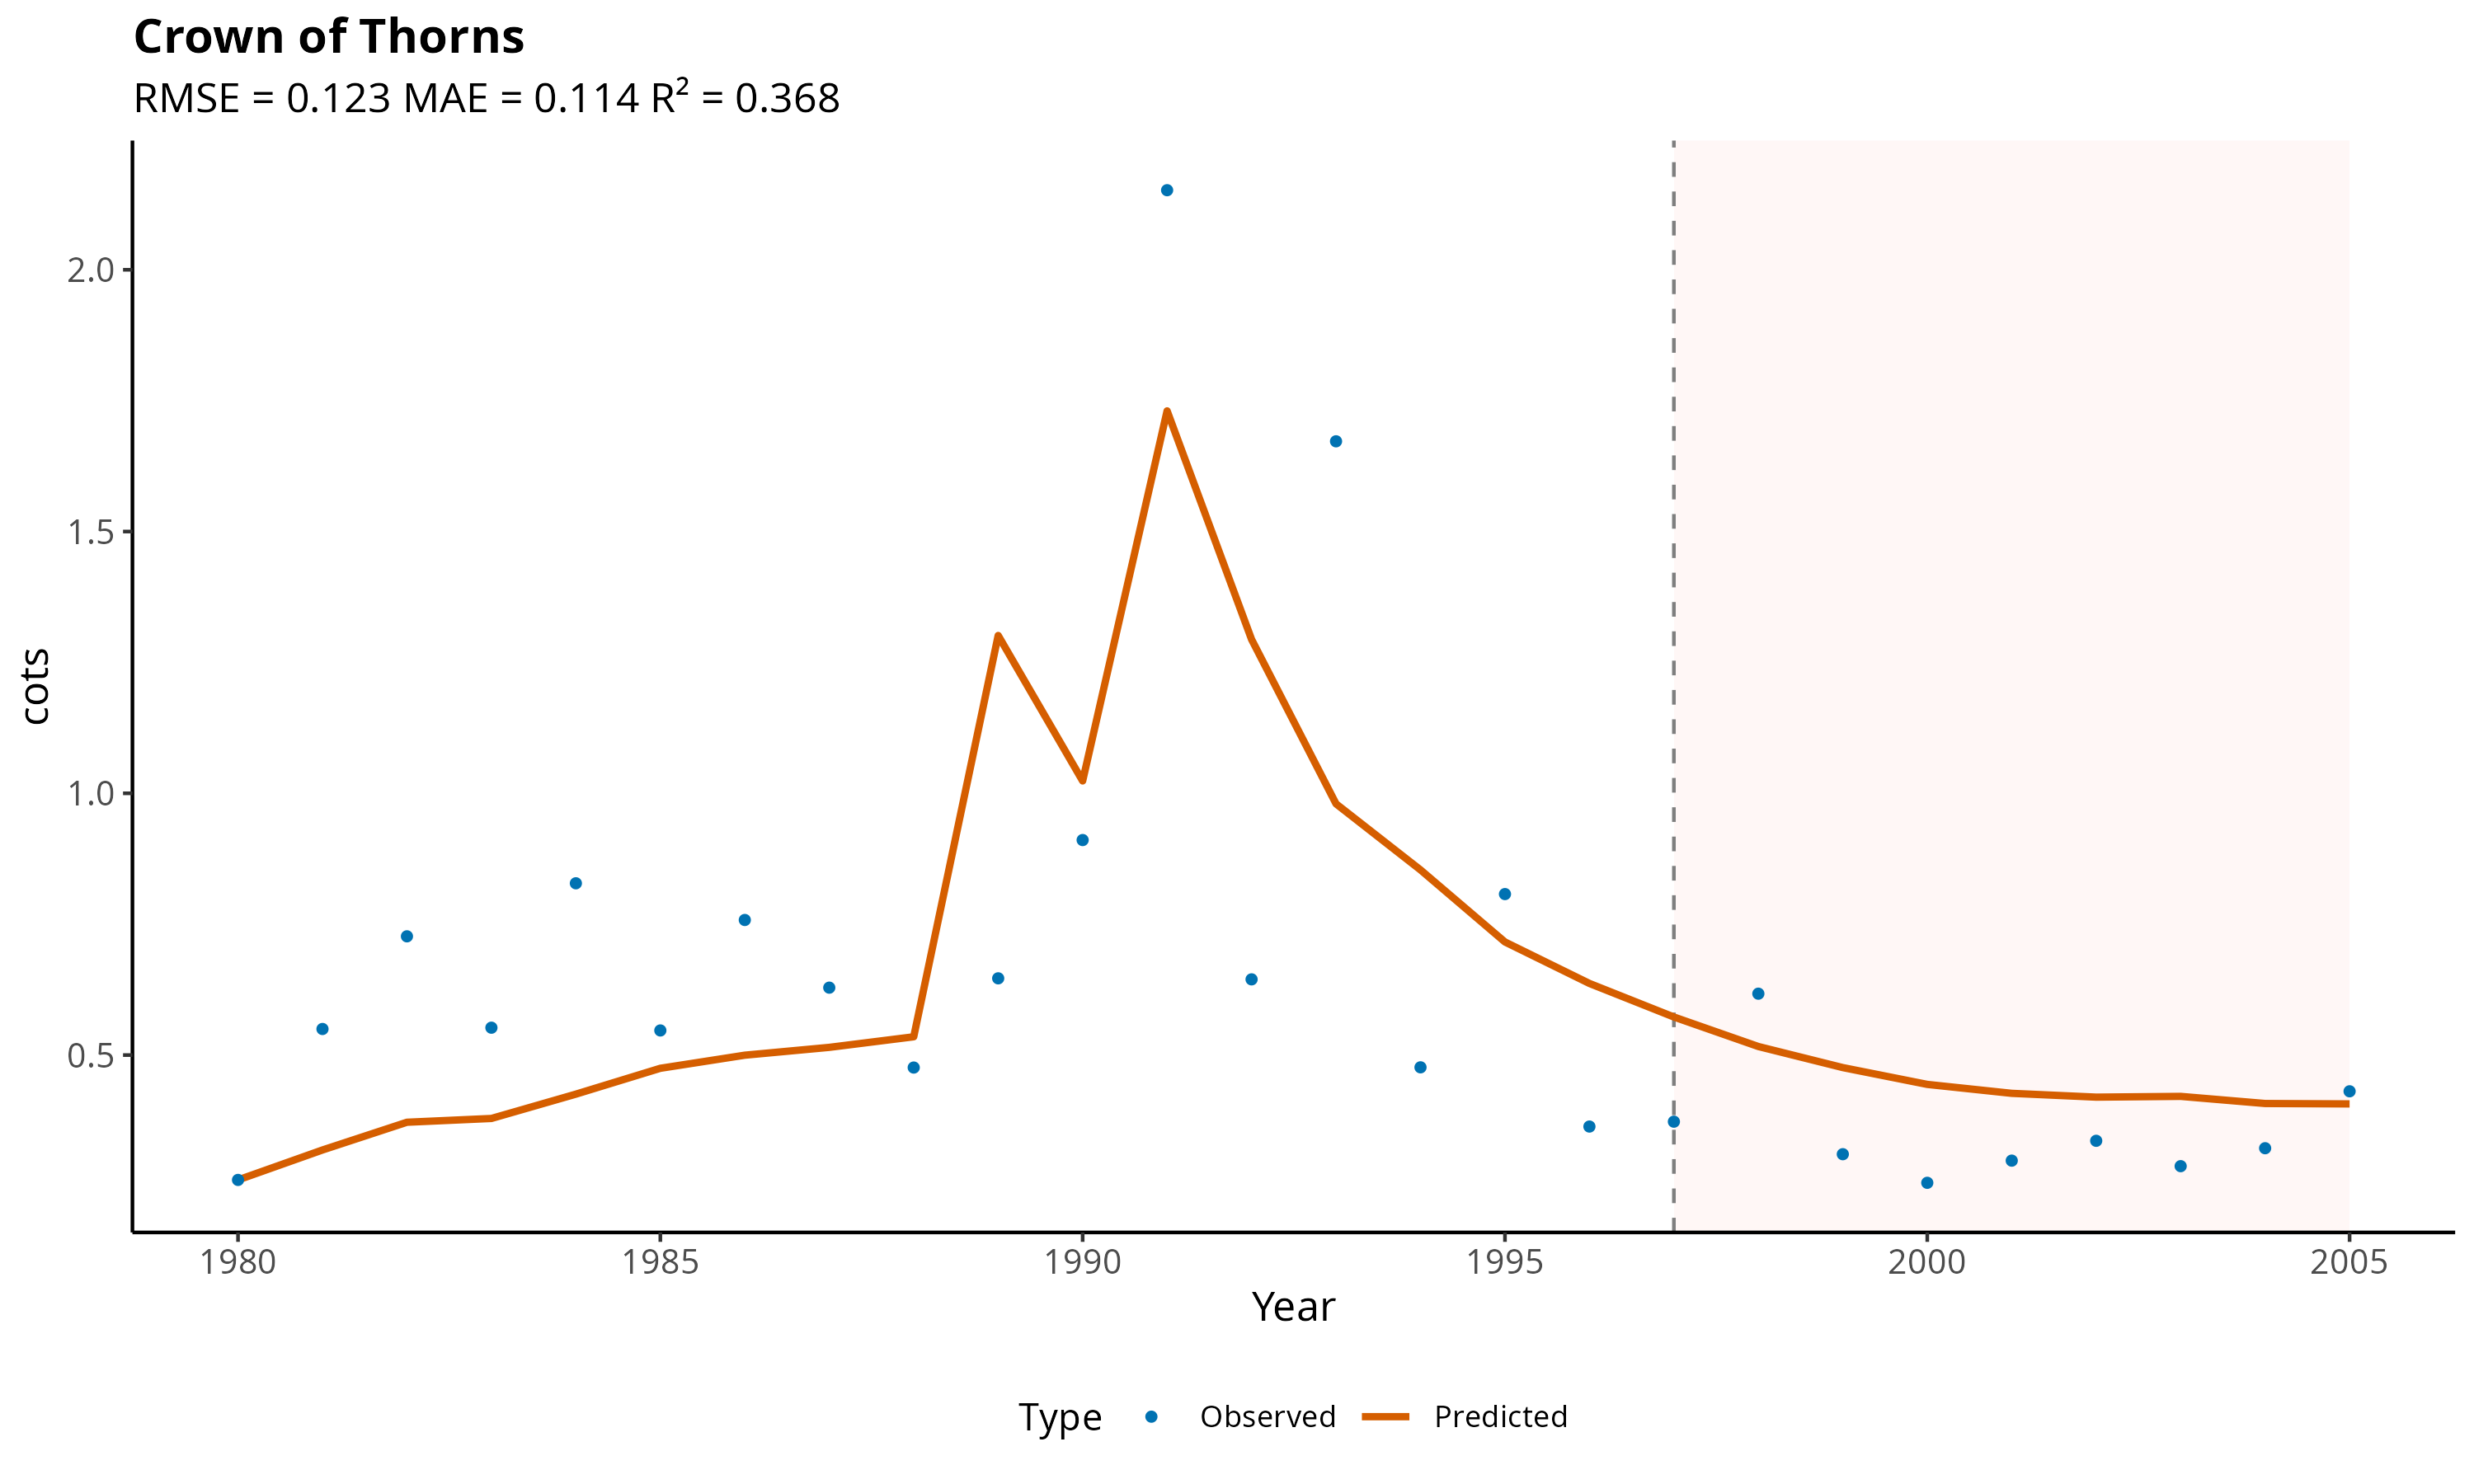 Crown of Thorns
RMSE = 0.123 MAE = 0.114 R² = 0.368
cots
2.0
1.5
1.0
0.5
1980 1985 1990 1995 2000 2005
Year
Type Observed Predicted